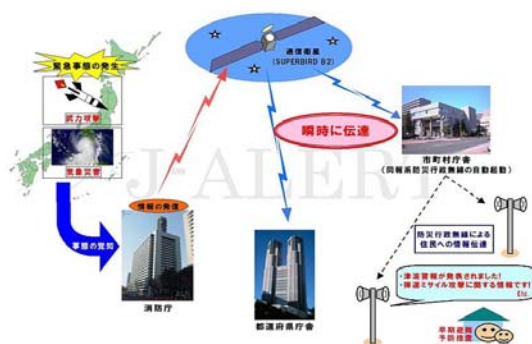 緊急事態の発生
武力攻撃
気象災害
事態の覚知
情報の発信
消防庁
通信衛星
(SUPERBIRD B2)
瞬時に伝達
J-ALERT
都道府県庁舎
市町村庁舎
(同報系防災行政無線の自動起動)
防災行政無線による
住民への情報伝達
・津波警報が発表されました!
・弾道ミサイル攻撃に関する情報です!
Etc.
早期避難
予防措置